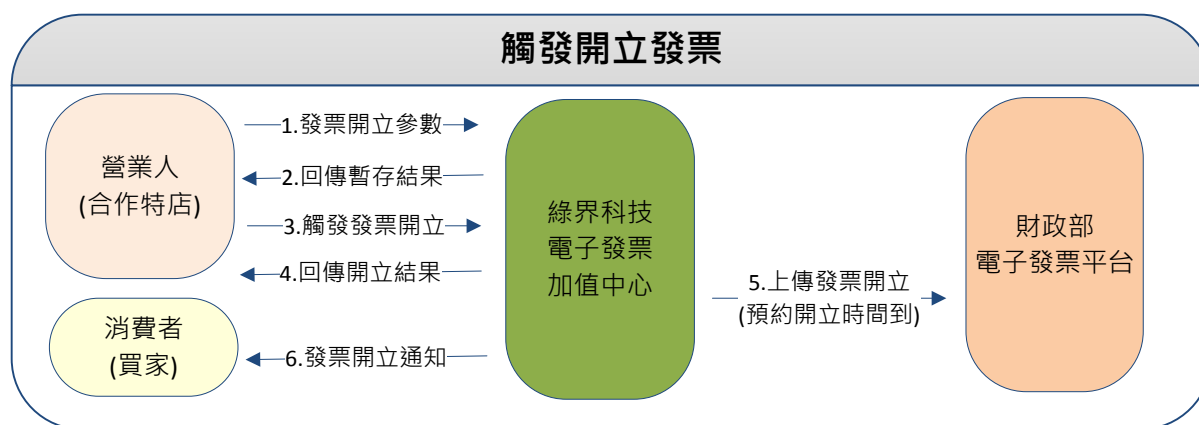 觸發開立發票
營業人
(合作特店)
1.發票開立參數
2.回傳暫存結果
3.觸發發票開立
4.回傳開立結果
綠界科技
電子發票
加值中心
5.上傳發票開立
(預約開立時間到)
財政部
電子發票平台
消費者
(買家)
6.發票開立通知